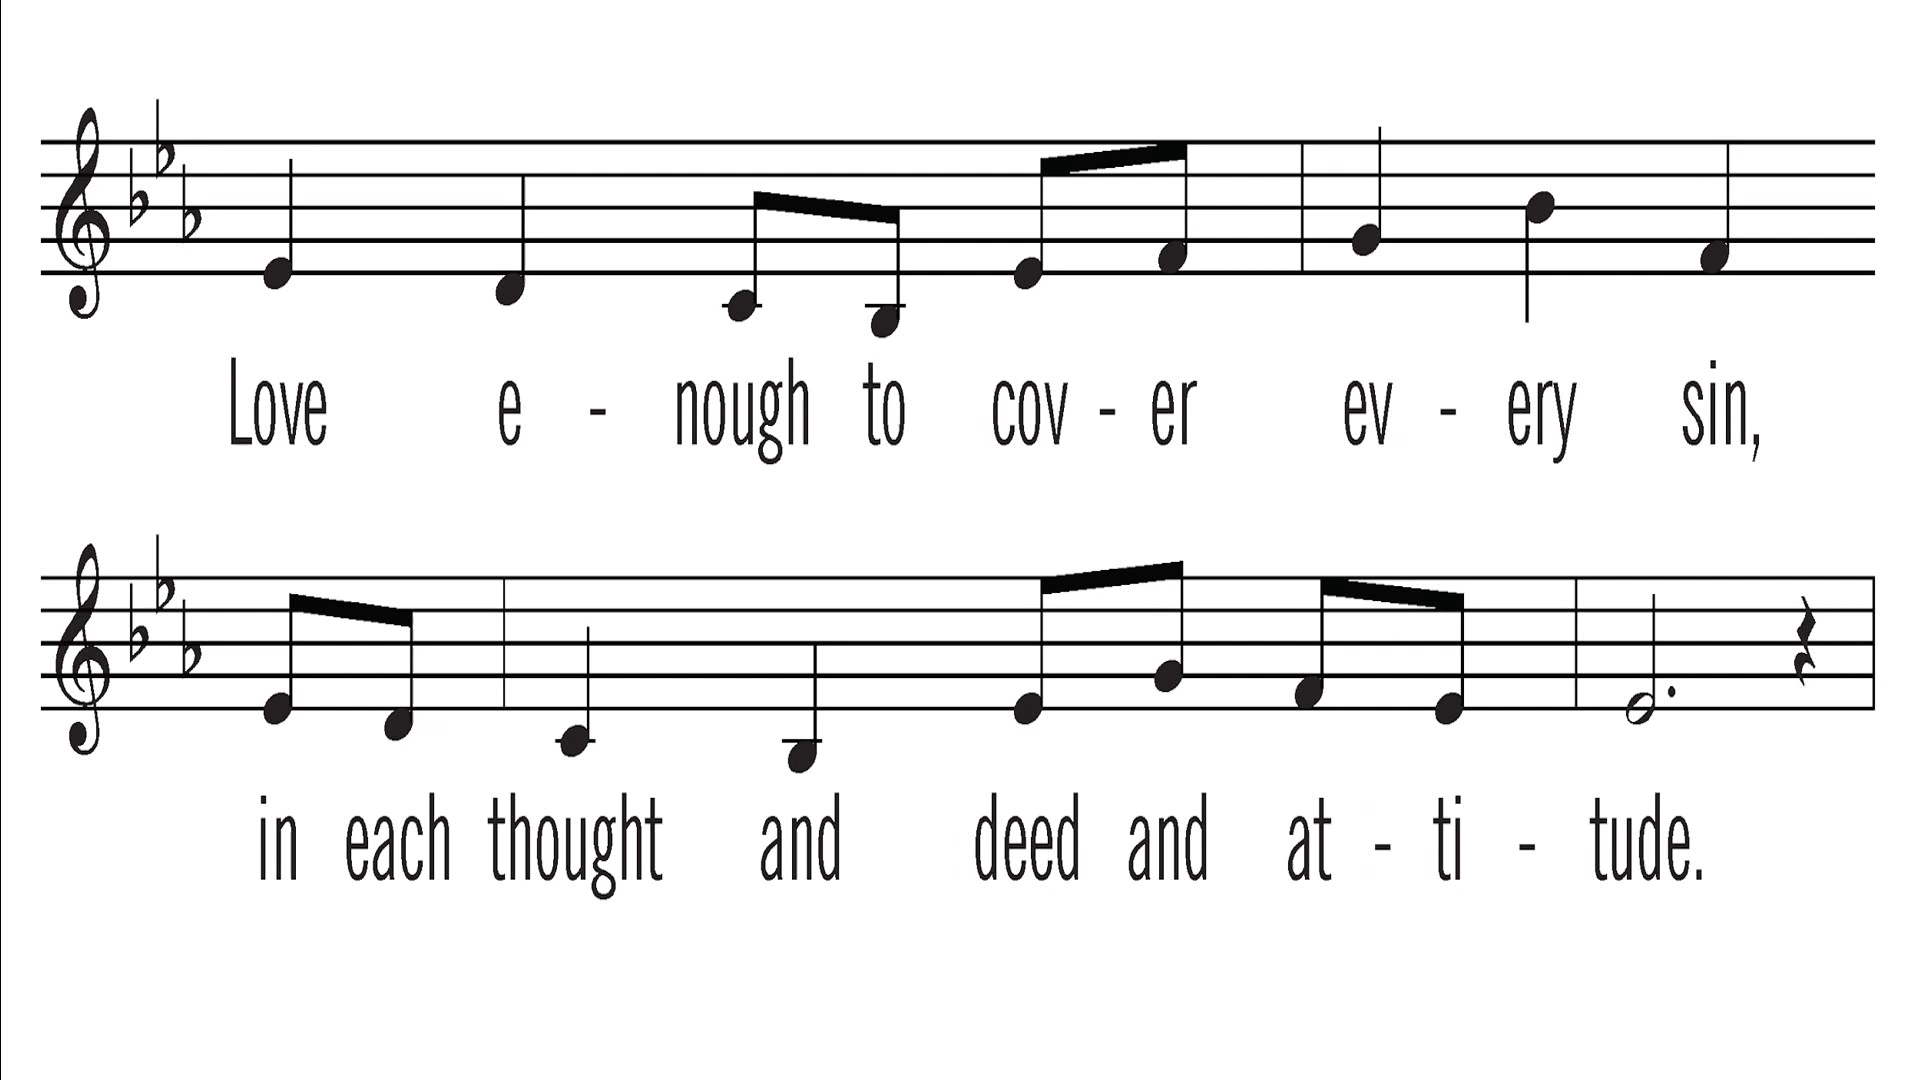 Love e - nough to cov - er ev - ery sin,
in each thought and deed and at - ti - tude.